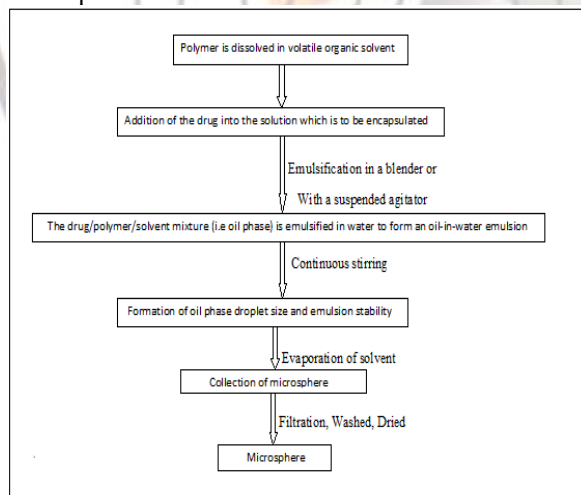 Polymer is dissolved in volatile organic solvent
Addition of the drug into the solution which is to be encapsulated
Emulsification in a blender or
With a suspended agitator
The drug/polymer/solvent mixture (i.e oil phase) is emulsified in water to form an oil-in-water emulsion
Continuous stirring
Formation of oil phase droplet size and emulsion stability
Evaporation of solvent
Collection of microsphere
Filtration, Washed, Dried
Microsphere